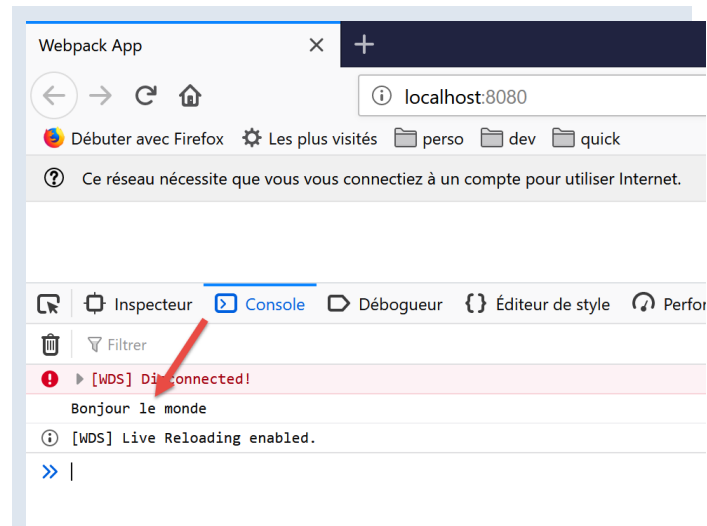 Webpack App
localhost:8080
Débuter avec Firefox Les plus visités perso dev quick
Ce réseau nécessite que vous vous connectiez à un compte pour utiliser Internet.
Inspecteur Console Débogueur Éditeur de style Perfor
Filtrer
[WDS] Disconnected!
Bonjour le monde
[WDS] Live Reloading enabled.